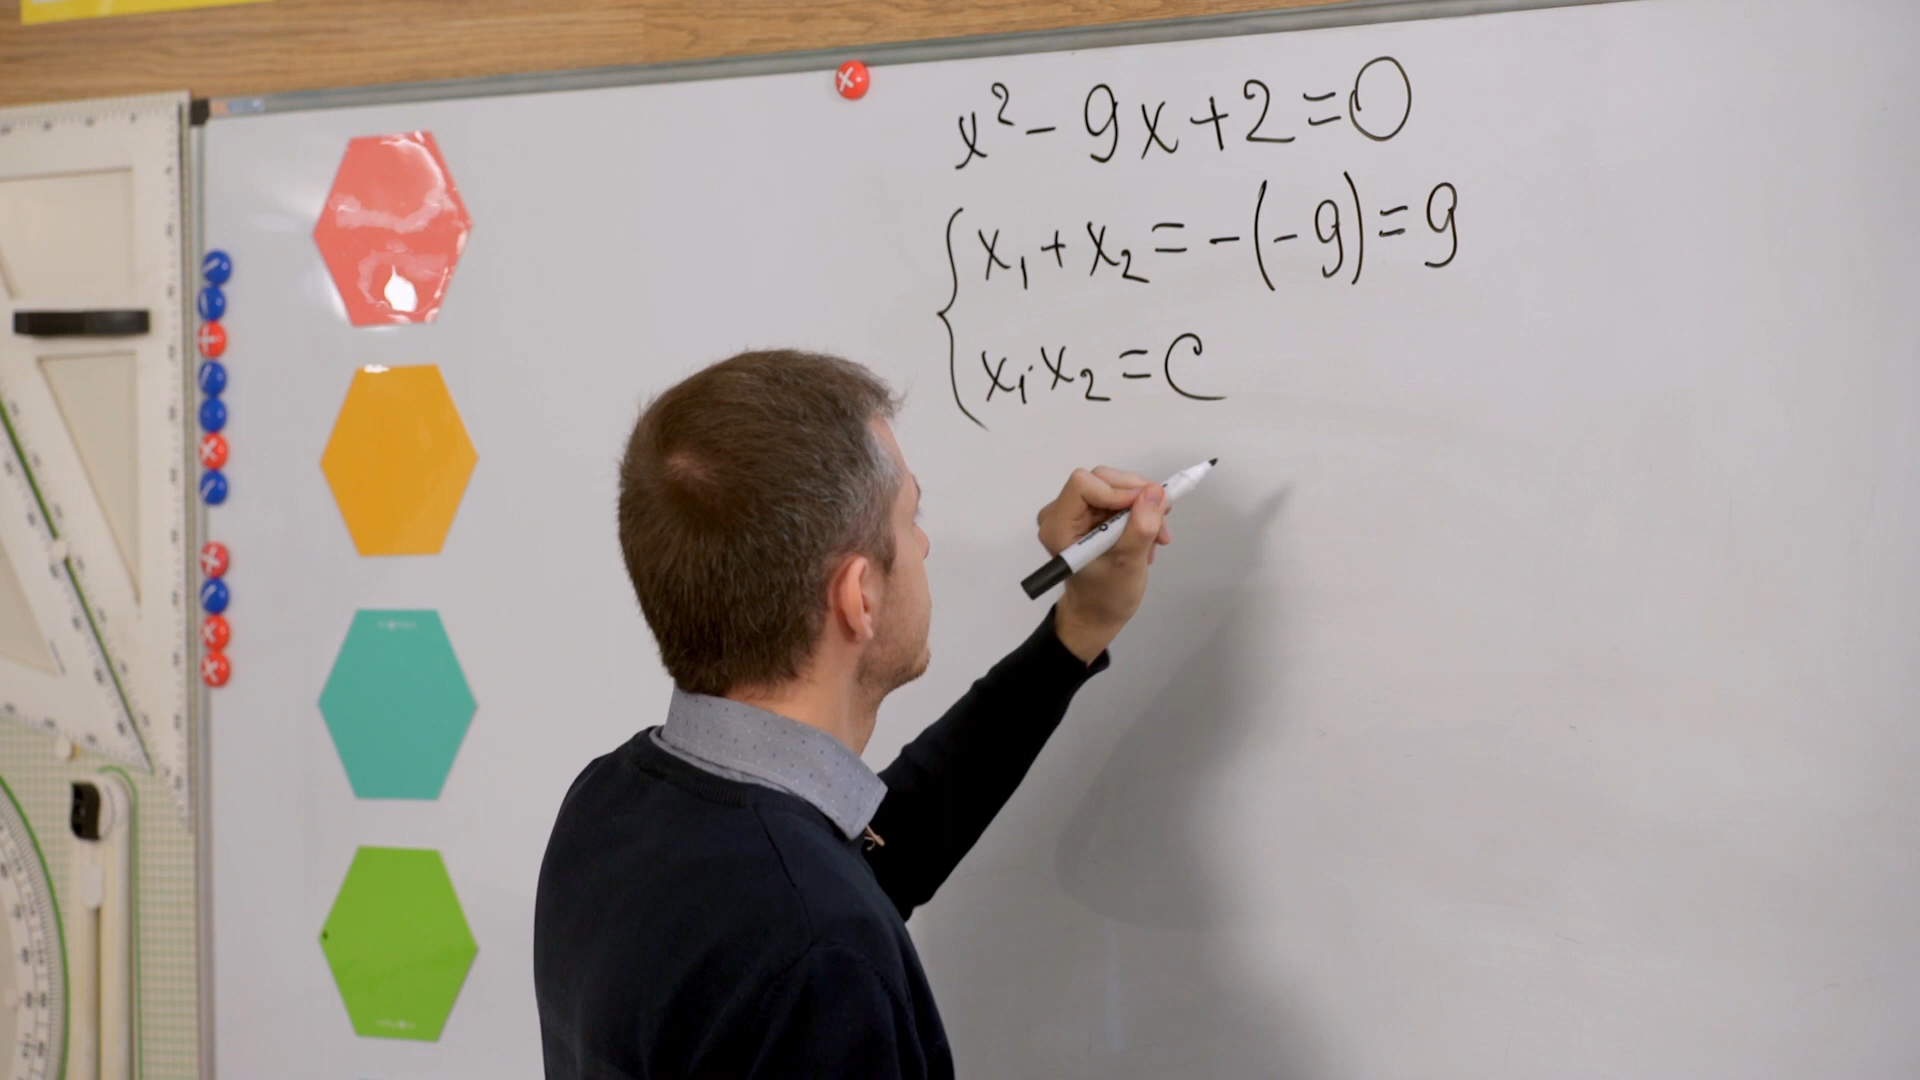 x² - 9x + 2 = 0
x₁ + x₂ = -(-9) = 9
x₁ · x₂ = C